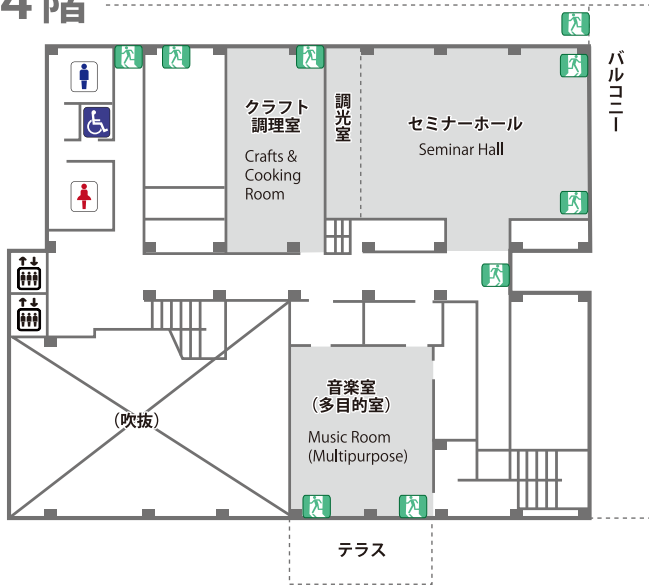 4階
バルコニー
クラフト
調理室
Crafts &
Cooking
Room
調光室
セミナーホール
Seminar Hall
(吹抜)
音楽室
(多目的室)
Music Room
(Multipurpose)
テラス